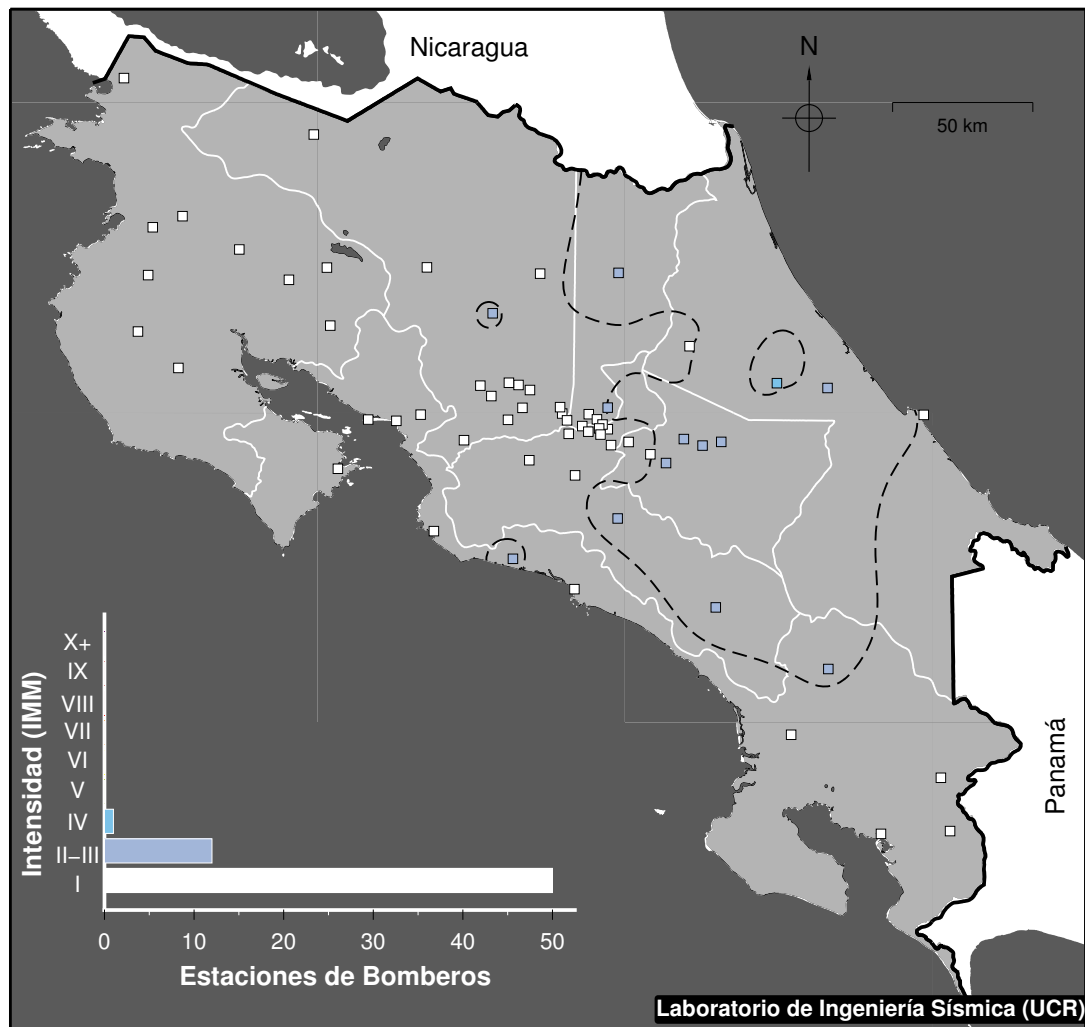 Nicaragua
N
50 km
Panamá
Intensidad (IMM)
X+
IX
VIII
VII
VI
V
IV
II–III
I
0 10 20 30 40 50
Estaciones de Bomberos
Laboratorio de Ingeniería Sísmica (UCR)